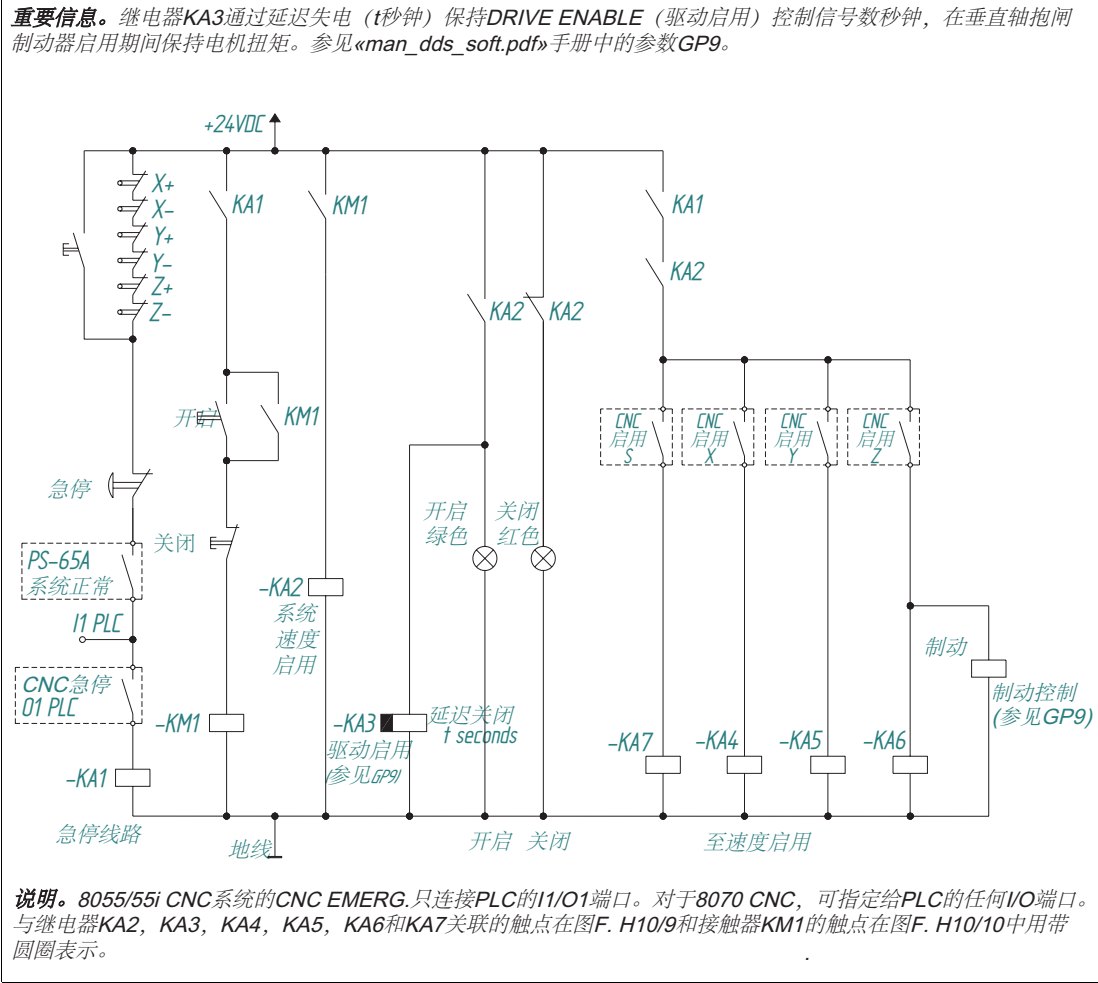 重要信息。继电器KA3通过延迟失电（t秒钟）保持DRIVE ENABLE（驱动启用）控制信号数秒钟，在垂直轴抱闸
制动器启用期间保持电机扭矩。参见«man_dds_soft.pdf»手册中的参数GP9。
+24VDC
X+
X-
Y+
Y-
Z+
Z-
KA1
KM1
KA1
KA2
KA2
KA2
开启
KM1
CNC
启用
S
CNC
启用
X
CNC
启用
Y
CNC
启用
Z
急停
关闭
开启
绿色
关闭
红色
PS-65A
系统正常
I1 PLC
CNC急停
O1 PLC
-KA2
系统
速度
启用
制动
制动控制
(参见GP9)
-KM1
-KA3
延迟关闭
t seconds
驱动启用
(参见GP9)
-KA1
-KA7
-KA4
-KA5
-KA6
急停线路
地线
开启
关闭
至速度启用
说明。8055/55i CNC系统的CNC EMERG.只连接PLC的I1/O1端口。对于8070 CNC，可指定给PLC的任何I/O端口。
与继电器KA2，KA3，KA4，KA5，KA6和KA7关联的触点在图F. H10/9和接触器KM1的触点在图F. H10/10中用带
圆圈表示。
.